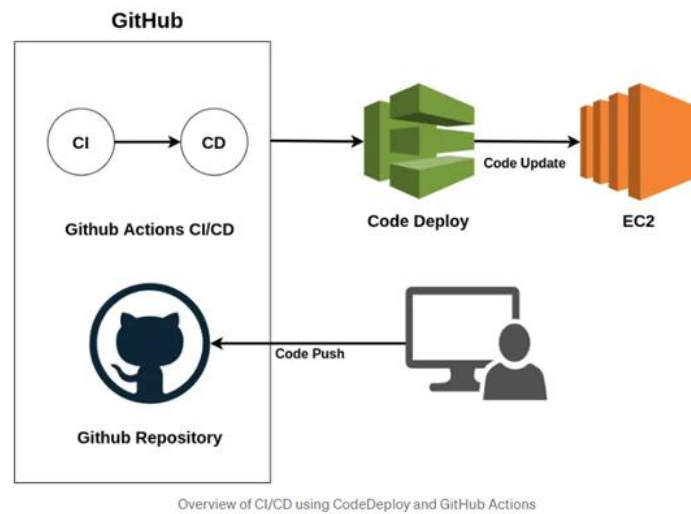 GitHub
CI
CD
Github Actions CI/CD
Code Deploy
Code Update
EC2
Code Push
Github Repository
Overview of CI/CD using CodeDeploy and GitHub Actions